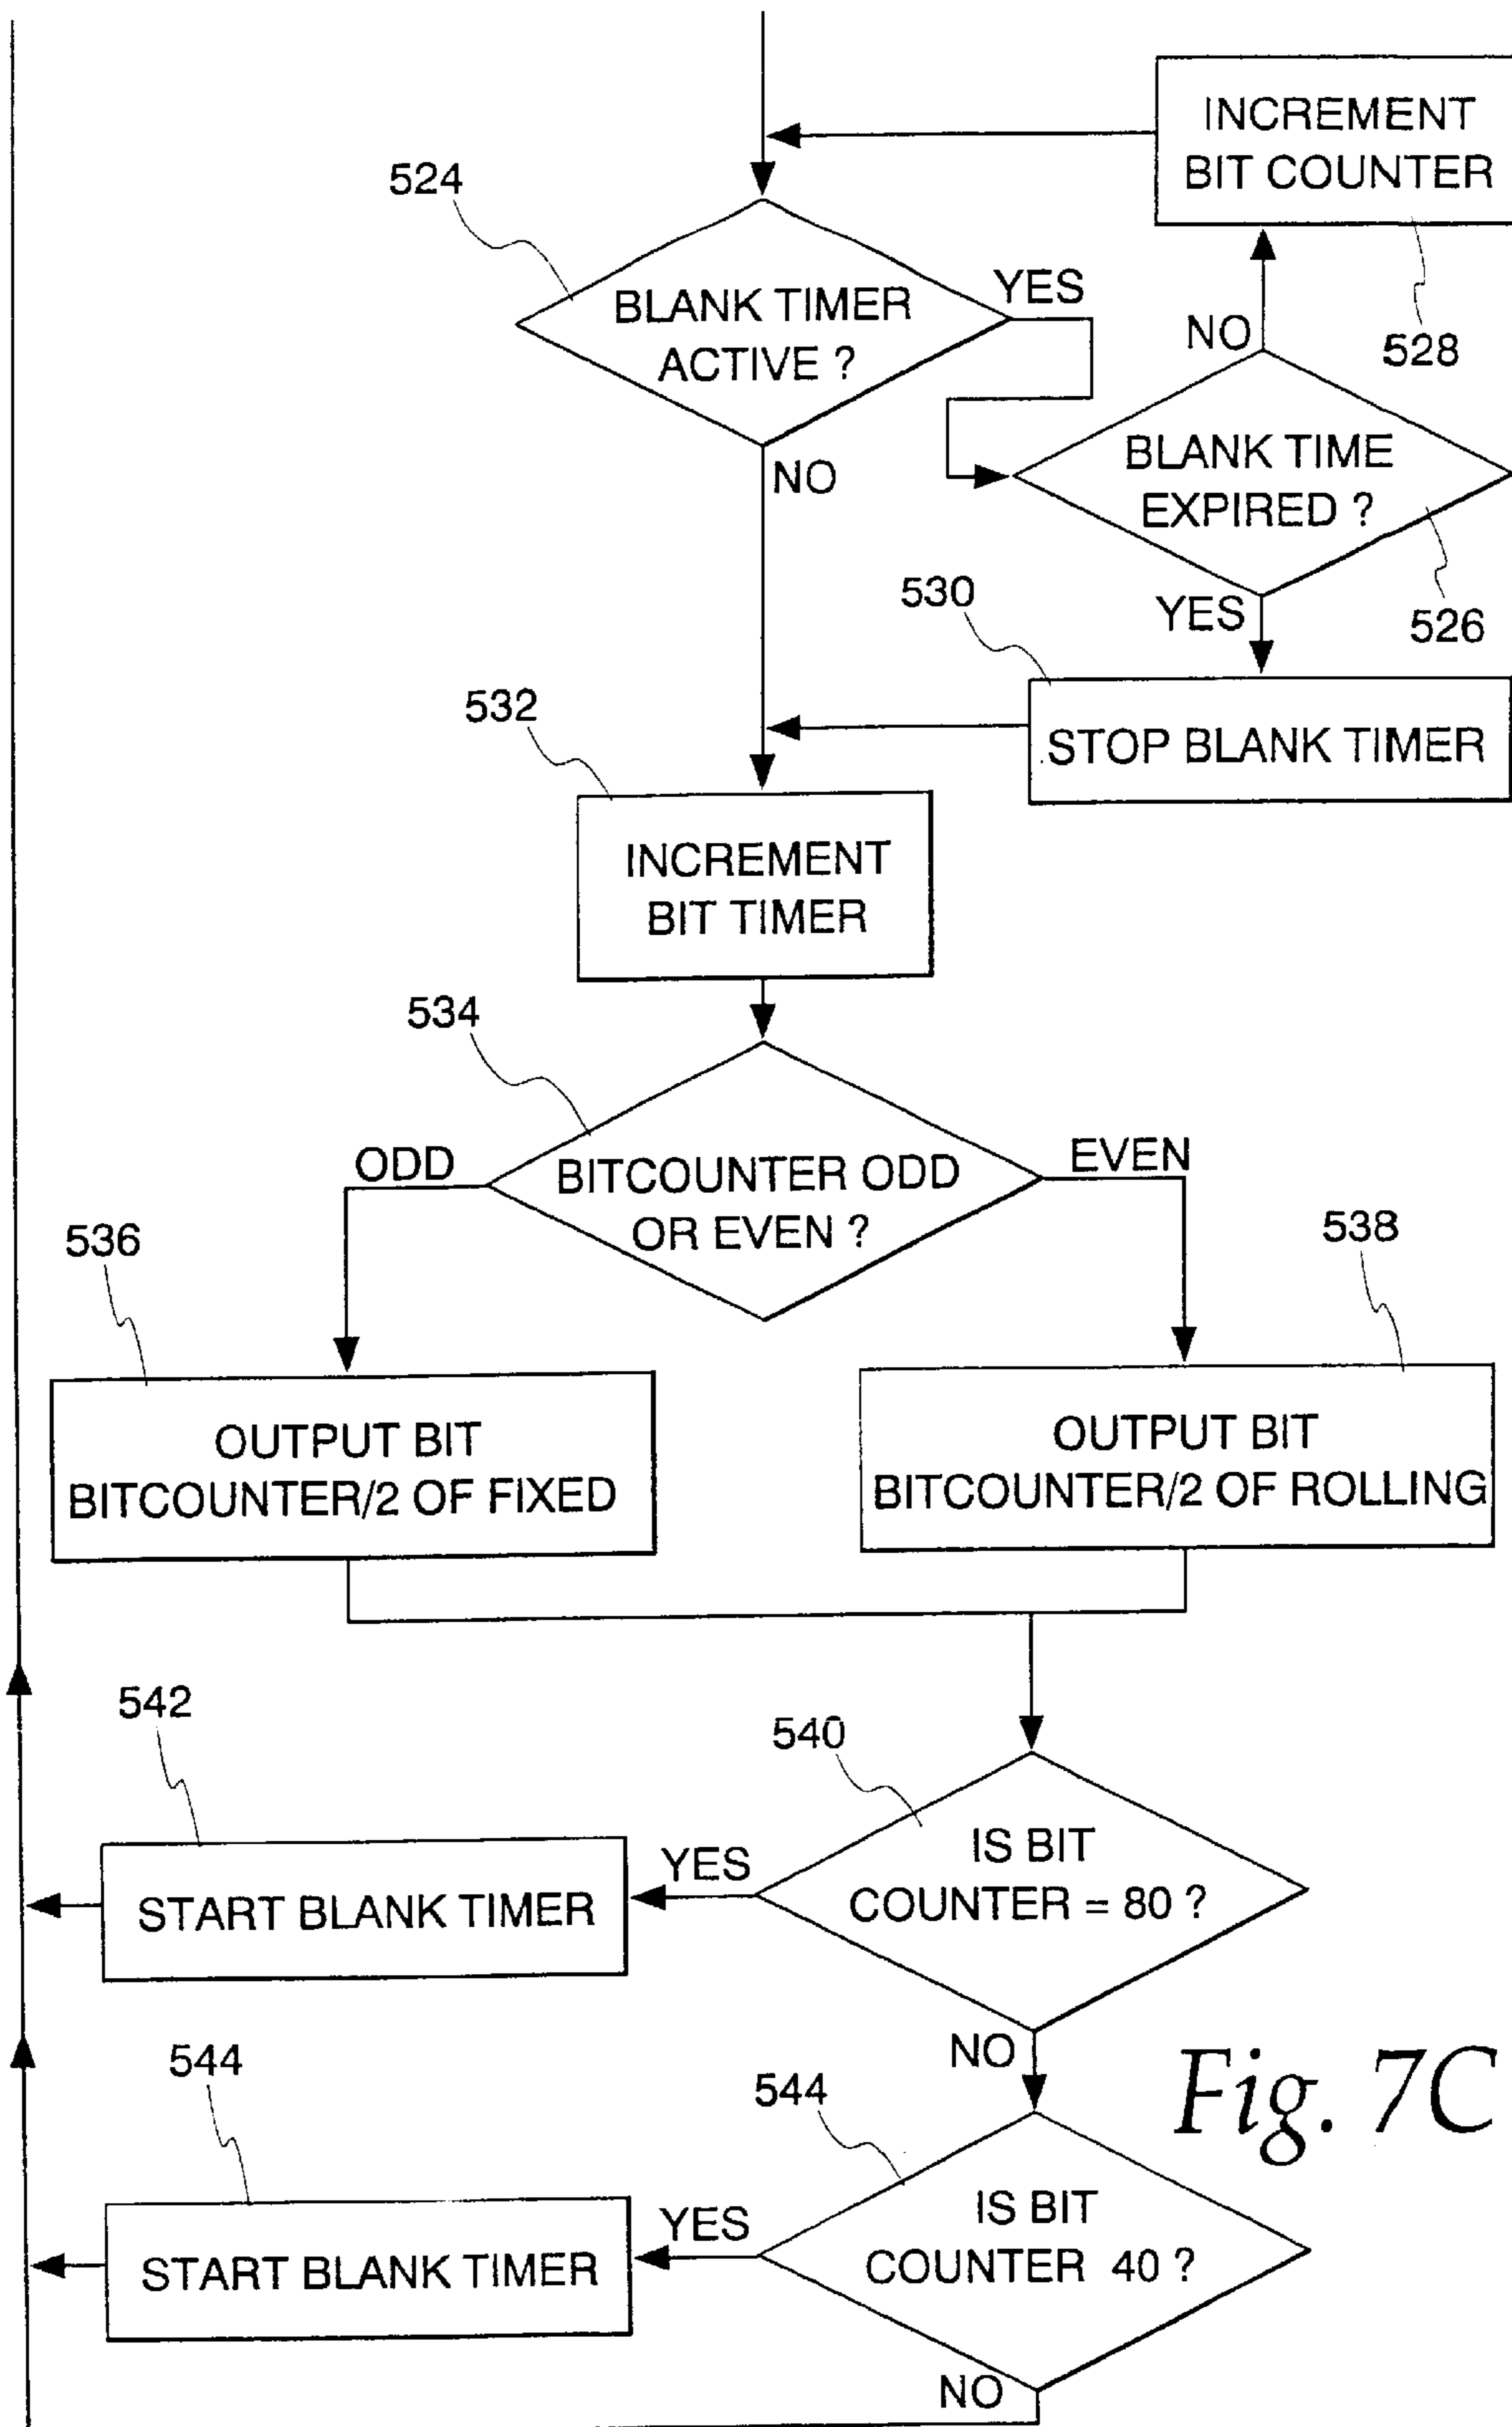 INCREMENT
BIT COUNTER
524
BLANK TIMER
ACTIVE ?
YES
NO
528
NO
BLANK TIME
EXPIRED ?
526
530
YES
STOP BLANK TIMER
532
INCREMENT
BIT TIMER
534
ODD
BITCOUNTER ODD
OR EVEN ?
EVEN
536
538
OUTPUT BIT
BITCOUNTER/2 OF FIXED
OUTPUT BIT
BITCOUNTER/2 OF ROLLING
542
540
START BLANK TIMER
YES
IS BIT
COUNTER = 80 ?
NO
Fig. 7C
544
544
START BLANK TIMER
YES
IS BIT
COUNTER 40 ?
NO